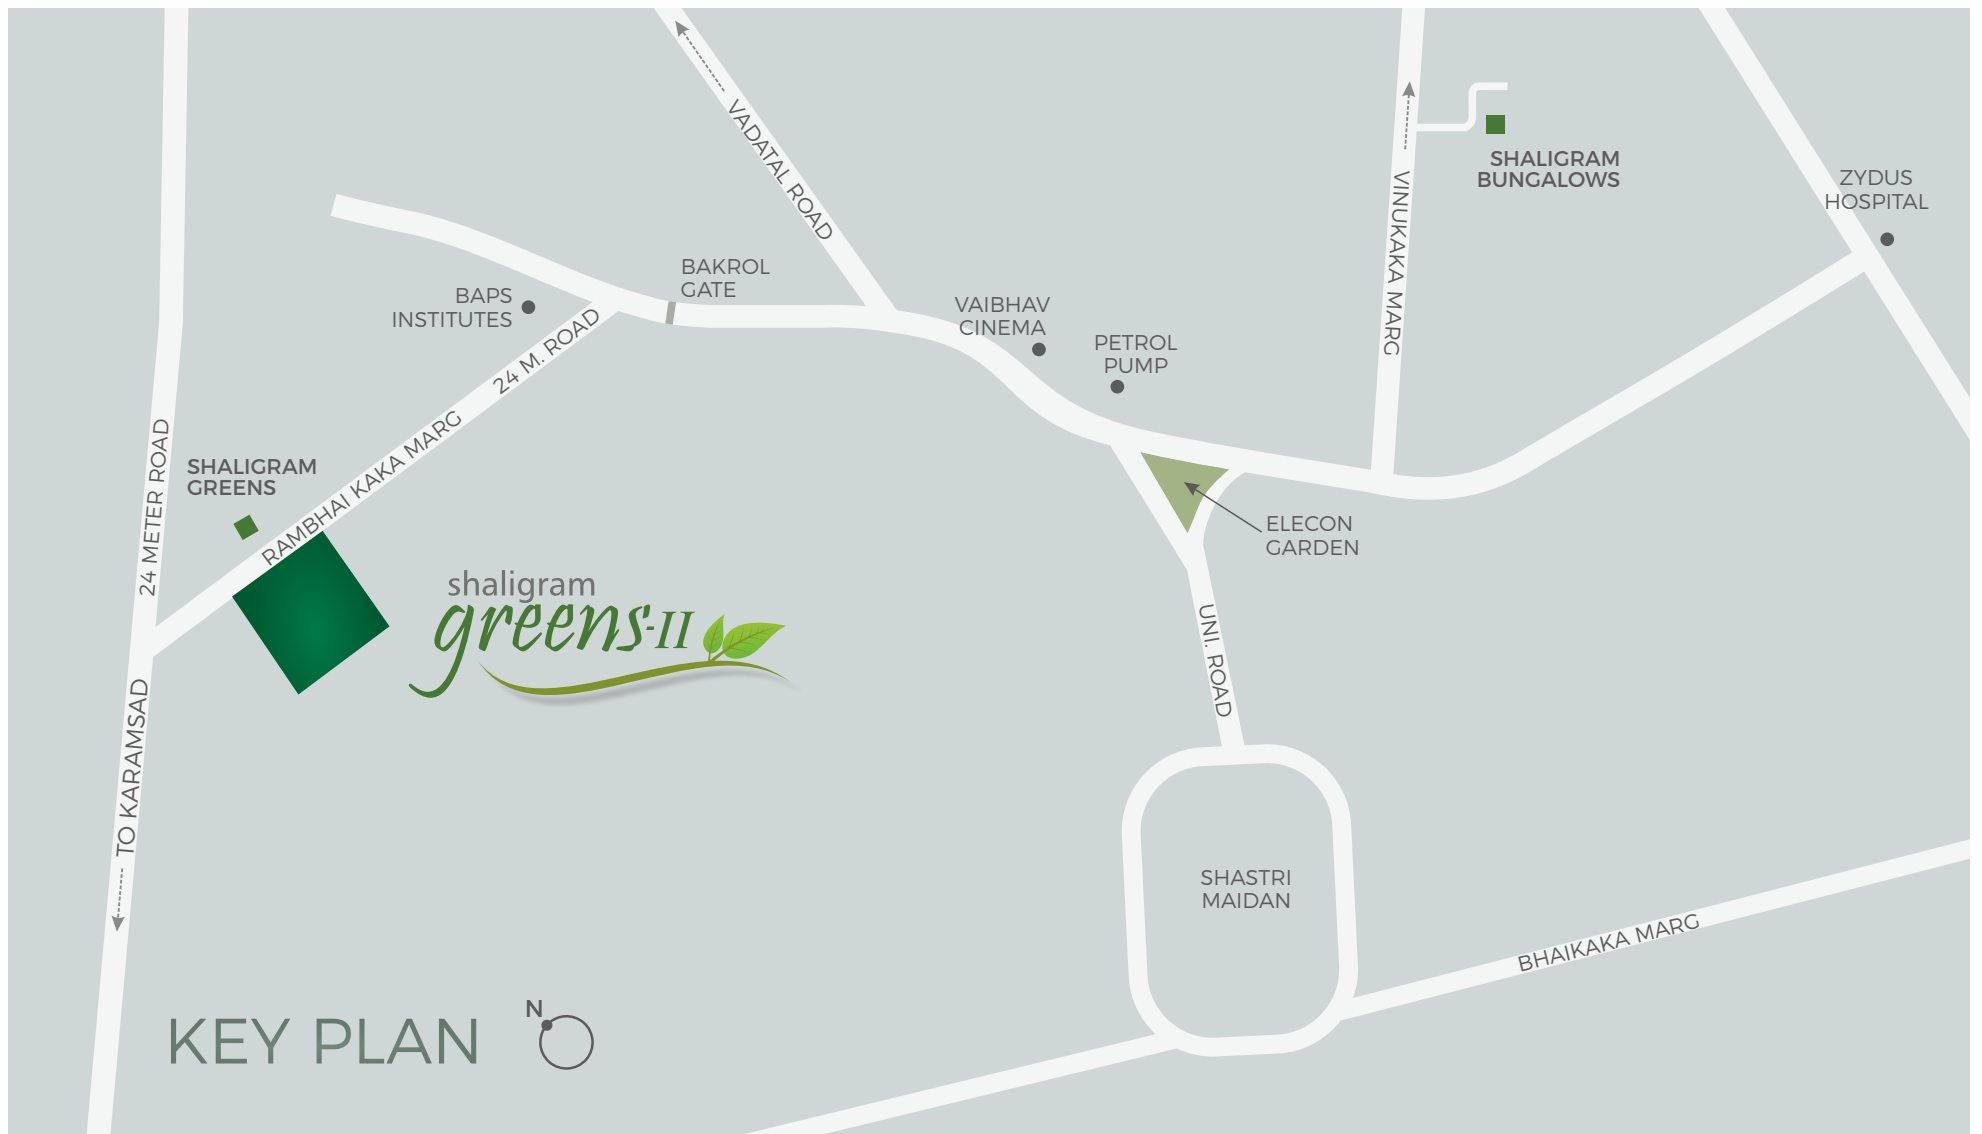 VADATAL ROAD
VINUKAKA MARG
SHALIGRAM
BUNGALOWS
ZYDUS
HOSPITAL
BAKROL
GATE
BAPS
INSTITUTES
VAIBHAV
CINEMA
PETROL
PUMP
24 M. ROAD
RAMBHAI KAKA MARG
24 METER ROAD
SHALIGRAM
GREENS
ELECON
GARDEN
shaligram
greens-II
UNI. ROAD
TO KARAMSAD
SHASTRI
MAIDAN
BHAIKAKA MARG
KEY PLAN
N